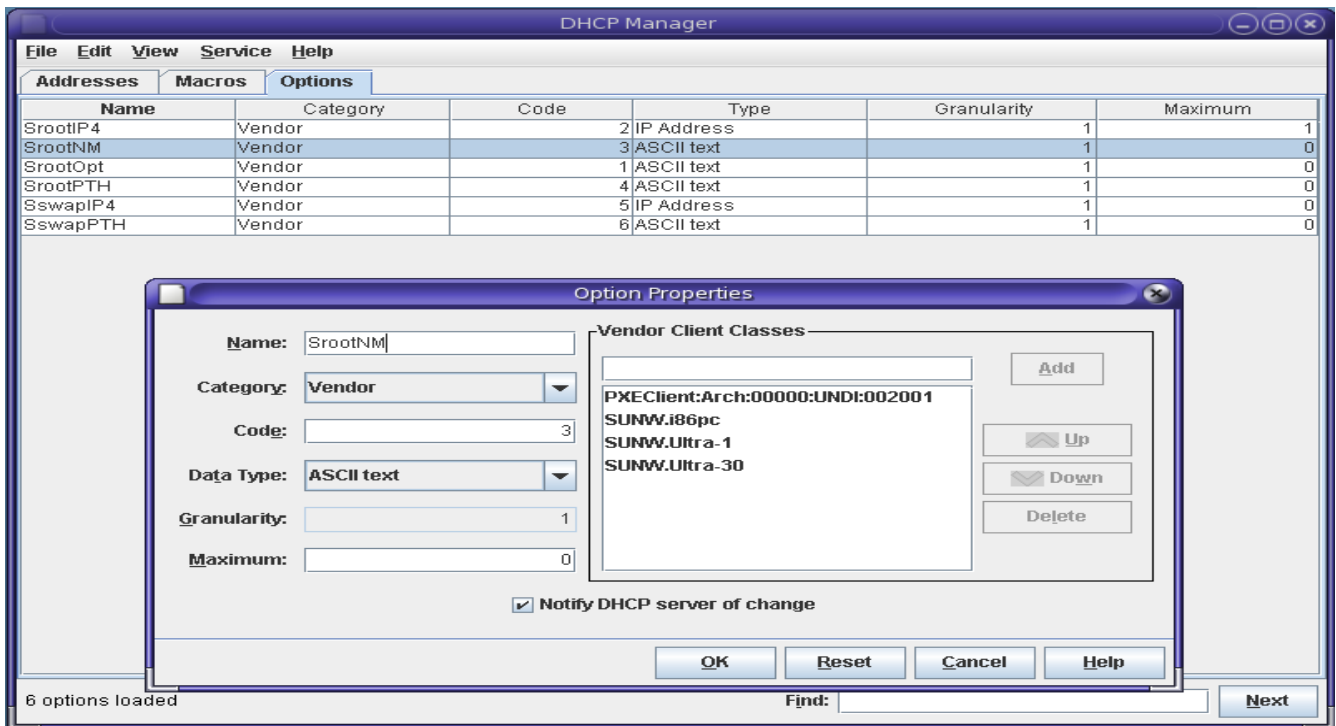 DHCP Manager
File Edit View Service Help
Addresses Macros Options
Name Category Code Type Granularity Maximum
SrootIP4 Vendor 2 IP Address 1 1
SrootNM Vendor 3 ASCII text 1 0
SrootOpt Vendor 1 ASCII text 1 0
SrootPTH Vendor 4 ASCII text 1 0
SswapIP4 Vendor 5 IP Address 1 0
SswapPTH Vendor 6 ASCII text 1 0
Option Properties
Name: SrootNM
Category: Vendor
Code: 3
Data Type: ASCII text
Granularity: 1
Maximum: 0
Vendor Client Classes
Add
PXEClient:Arch:00000:UNDI:002001
SUNW.i86pc
SUNW.Ultra-1
SUNW.Ultra-30
Up
Down
Delete
Notify DHCP server of change
OK Reset Cancel Help
6 options loaded Find: Next